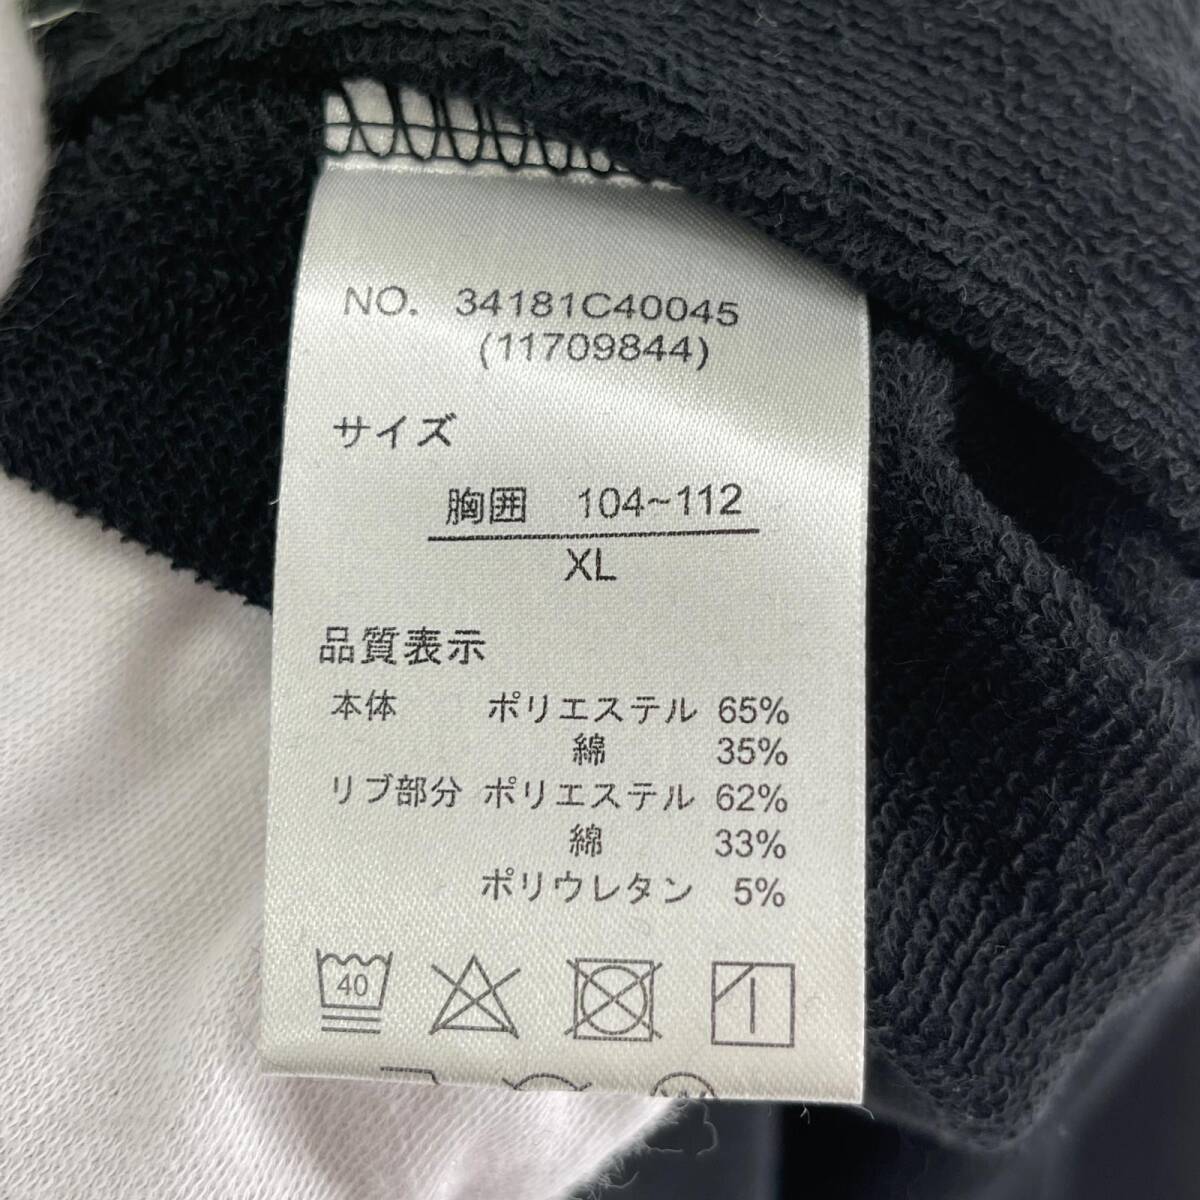 NO. 34181C40045
(11709844)
サイズ
胸囲 104~112
XL
品質表示
本体 ポリエステル 65%
綿 35%
リブ部分 ポリエステル 62%
綿 33%
ポリウレタン 5%
40